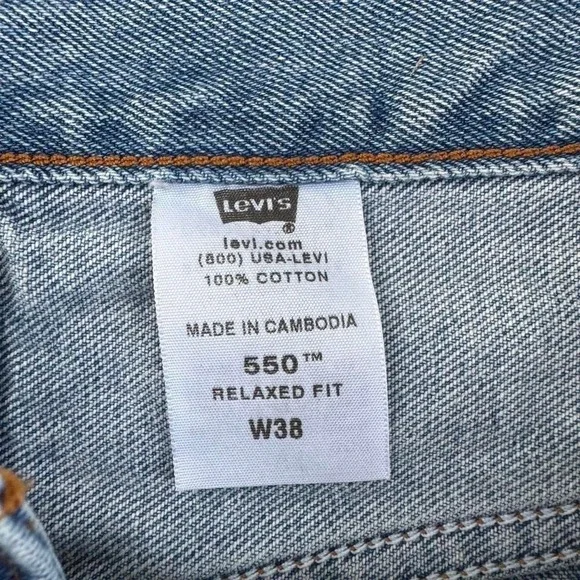 Levi's
®
levi.com
(800) USA-LEVI
100% COTTON
MADE IN CAMBODIA
550™
RELAXED FIT
W38